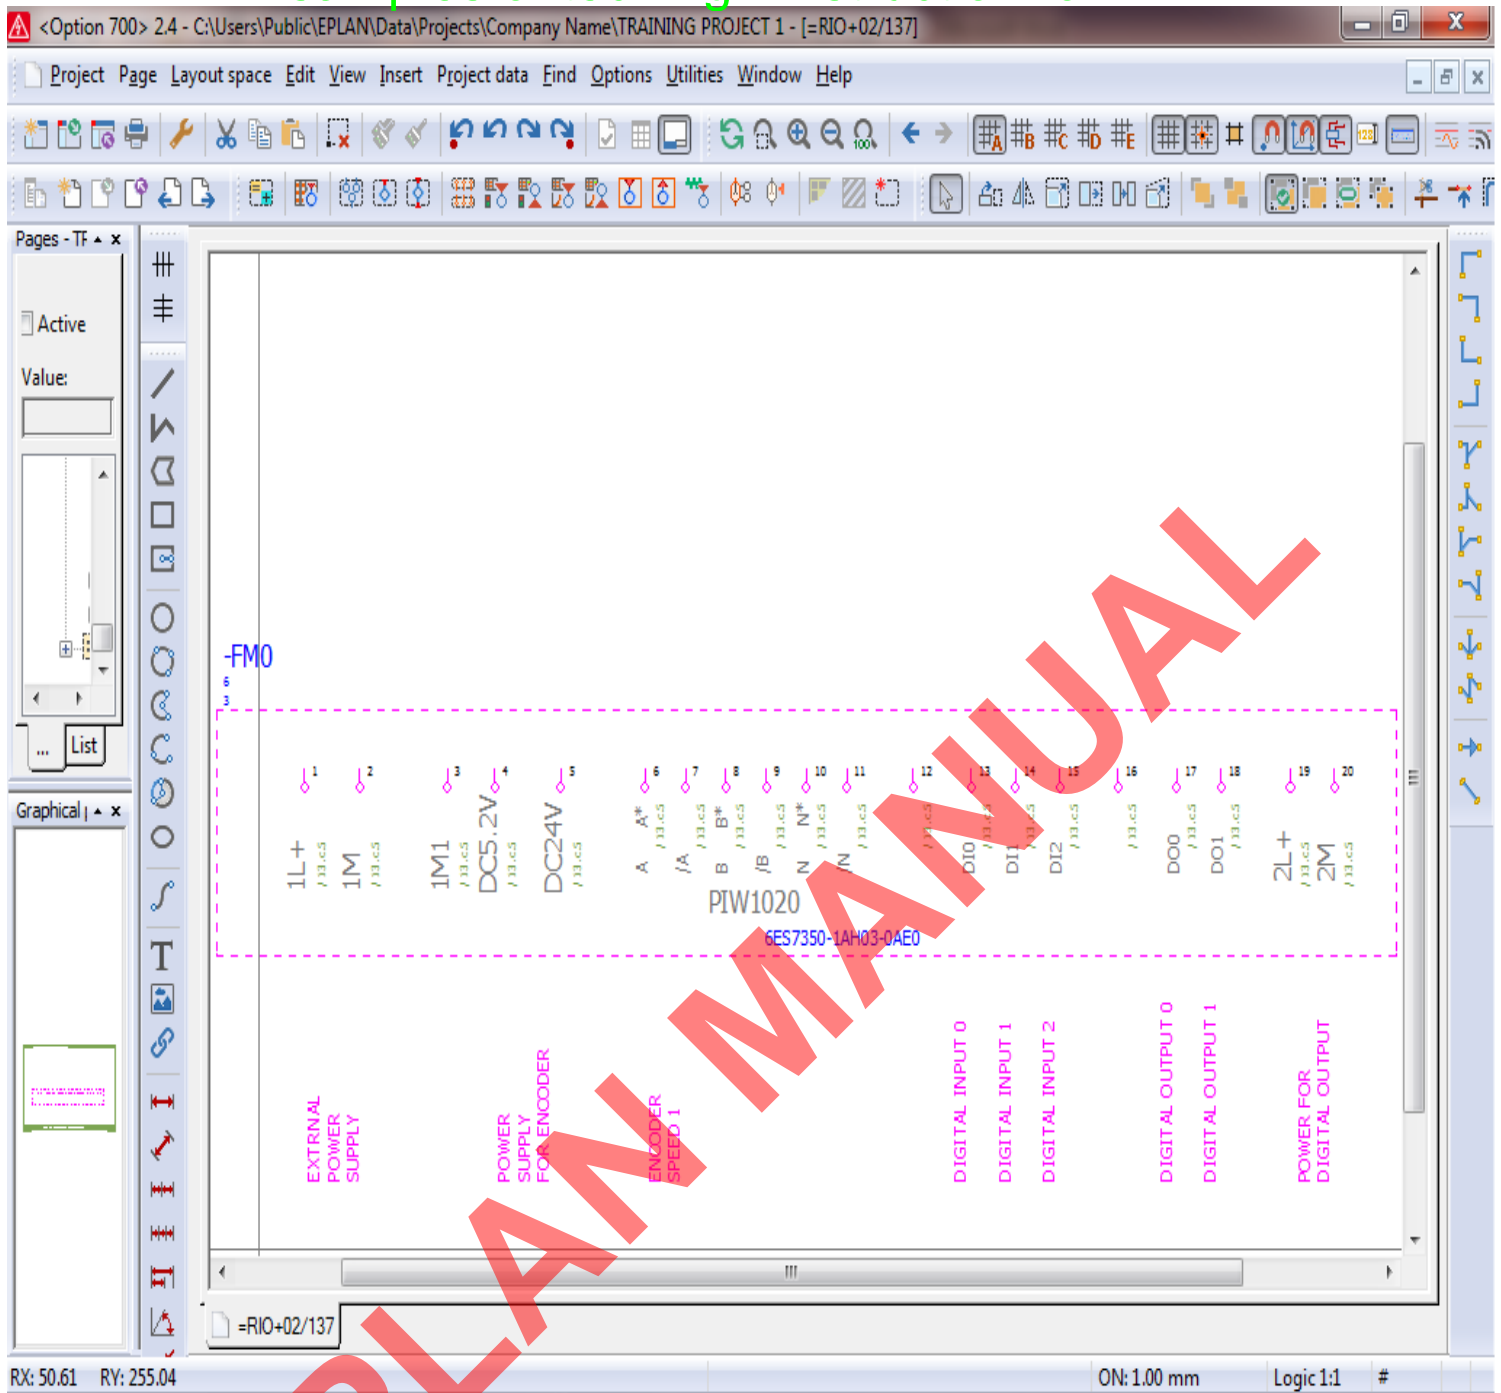 <Option 700> 2.4 - C:\Users\Public\EPLAN\Data\Projects\Company Name\TRAINING PROJECT 1 - [=RIO+02/137]
Project Page Layout space Edit View Insert Project data Find Options Utilities Window Help
Pages - TF
Active
Value:
... List
Graphical
-FM0
6
3
1 2 3 4 5 6 7 8 9 10 11 12 13 14 15 16 17 18 19 20
1L+
1M
1M1
DC5.2V
DC24V
A A*
/A
B B*
/B
N N*
/N
DI0
DI1
DI2
DO0
DO1
2L+
2M
PIW1020
6ES7350-1AH03-0AE0
EXTRNAL
POWER
SUPPLY
POWER
SUPPLY
FOR ENCODER
ENCODER
SPEED 1
DIGITAL INPUT 0
DIGITAL INPUT 1
DIGITAL INPUT 2
DIGITAL OUTPUT 0
DIGITAL OUTPUT 1
POWER FOR
DIGITAL OUTPUT
PLAN MANUAL
=RIO+02/137
RX: 50.61 RY: 255.04
ON: 1.00 mm Logic 1:1 #